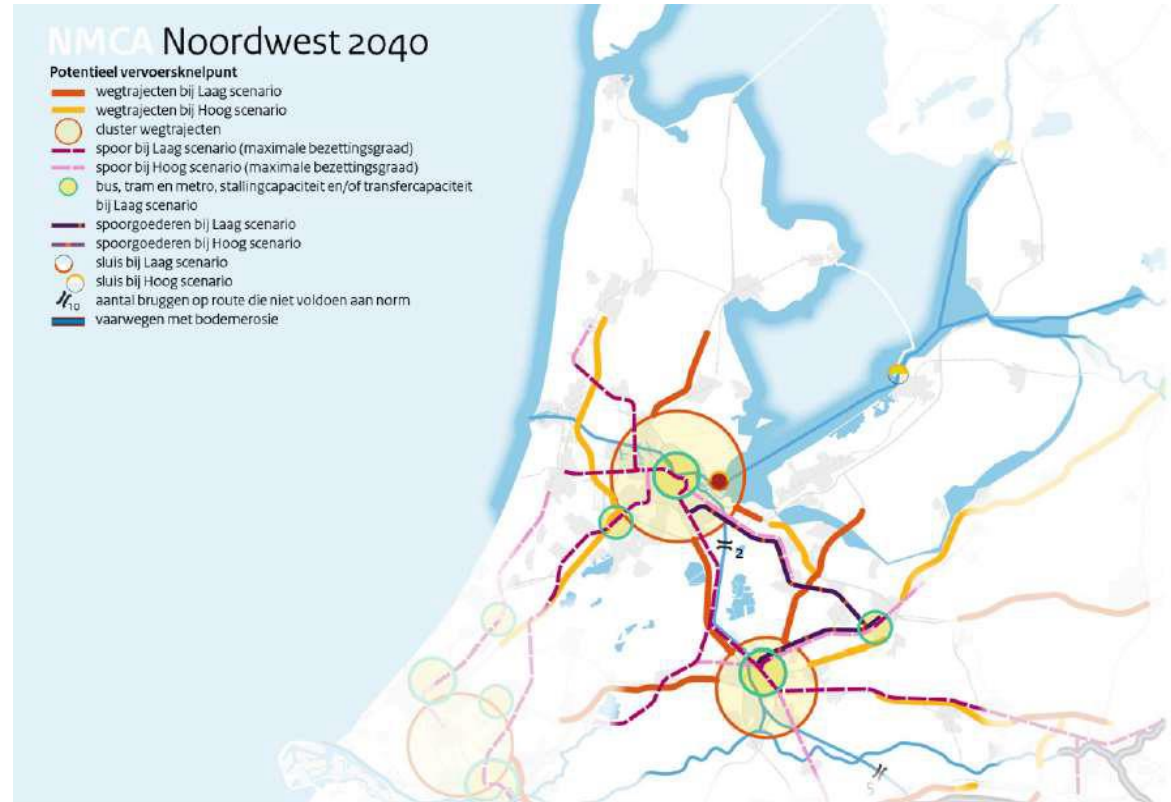 NMCA Noordwest 2040
Potentieel vervoersknelpunt
wegtrajecten bij Laag scenario
wegtrajecten bij Hoog scenario
cluster wegtrajecten
spoor bij Laag scenario (maximale bezettingsgraad)
spoor bij Hoog scenario (maximale bezettingsgraad)
bus, tram en metro, stallingcapaciteit en/of transfercapaciteit
bij Laag scenario
spoorgoederen bij Laag scenario
spoorgoederen bij Hoog scenario
sluis bij Laag scenario
sluis bij Hoog scenario
10 aantal bruggen op route die niet voldoen aan norm
vaarwegen met bodemerosie
2
5